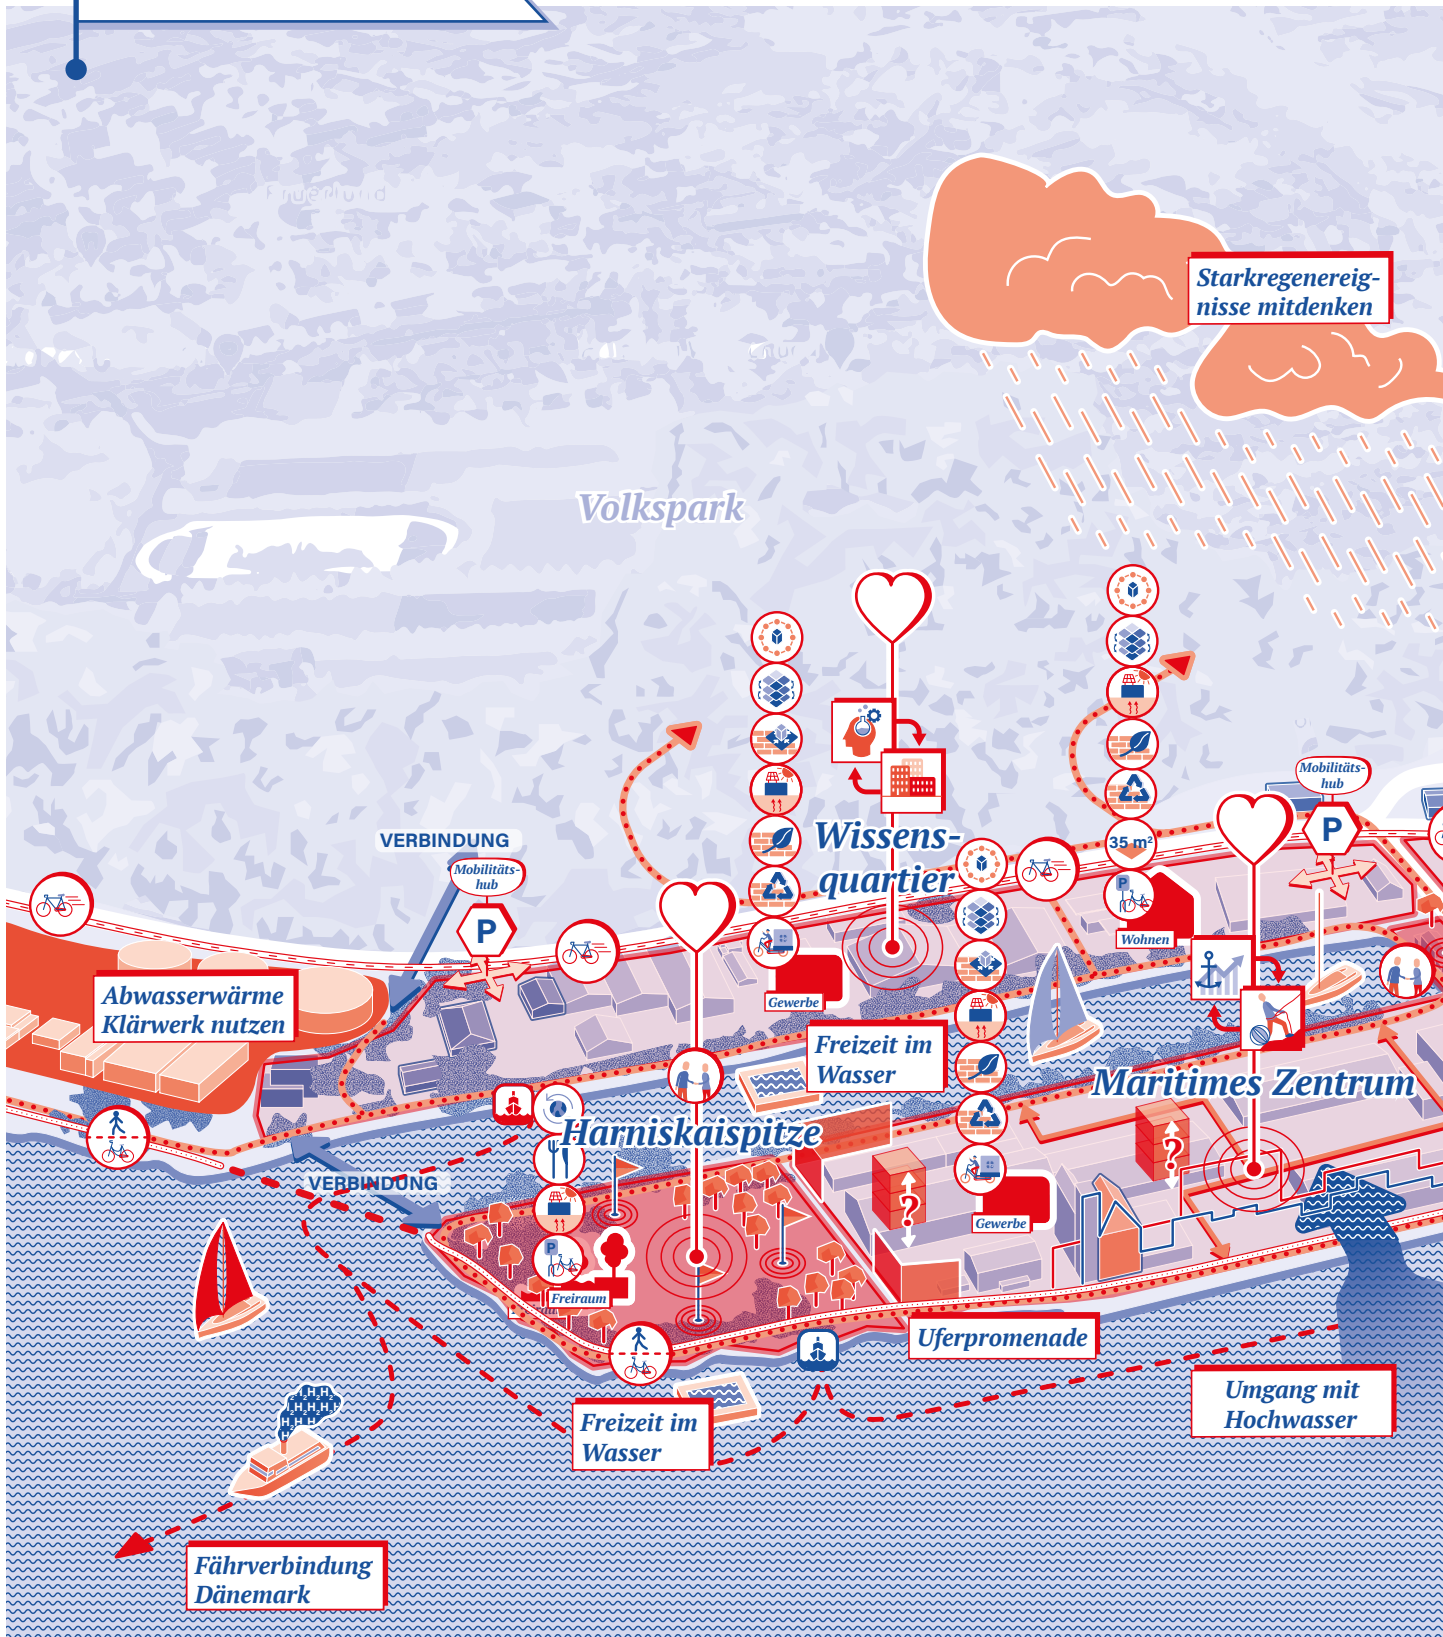 Starkregenereig-
nisse mitdenken
Volkspark
VERBINDUNG
Mobilitäts-
hub
P
Wissens-
quartier
35 m²
P
Wohnen
Mobilitäts-
hub
P
Abwasserwärme
Klärwerk nutzen
Gewerbe
Freizeit im
Wasser
Maritimes Zentrum
Harniskaispitze
VERBINDUNG
?
?
Gewerbe
P
Freiraum
Uferpromenade
Freizeit im
Wasser
Umgang mit
Hochwasser
Fährverbindung
Dänemark